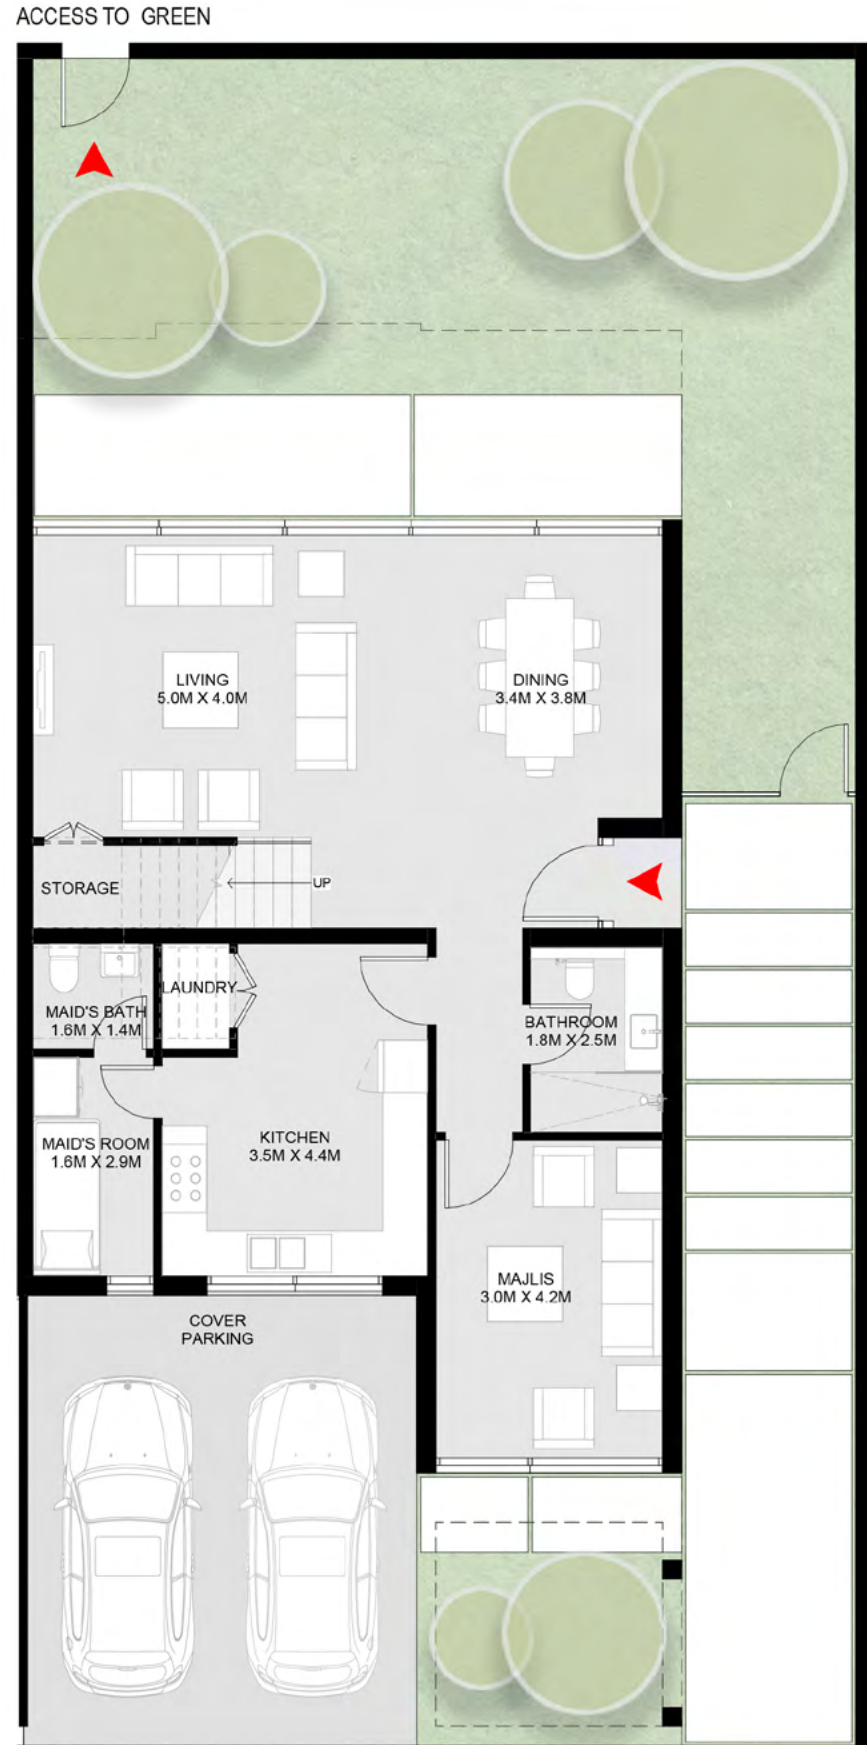 ACCESS TO GREEN
LIVING
5.0M X 4.0M
DINING
3.4M X 3.8M
STORAGE
UP
LAUNDRY
MAID'S BATH
1.6M X 1.4M
BATHROOM
1.8M X 2.5M
MAID'S ROOM
1.6M X 2.9M
KITCHEN
3.5M X 4.4M
MAJLIS
3.0M X 4.2M
COVER
PARKING